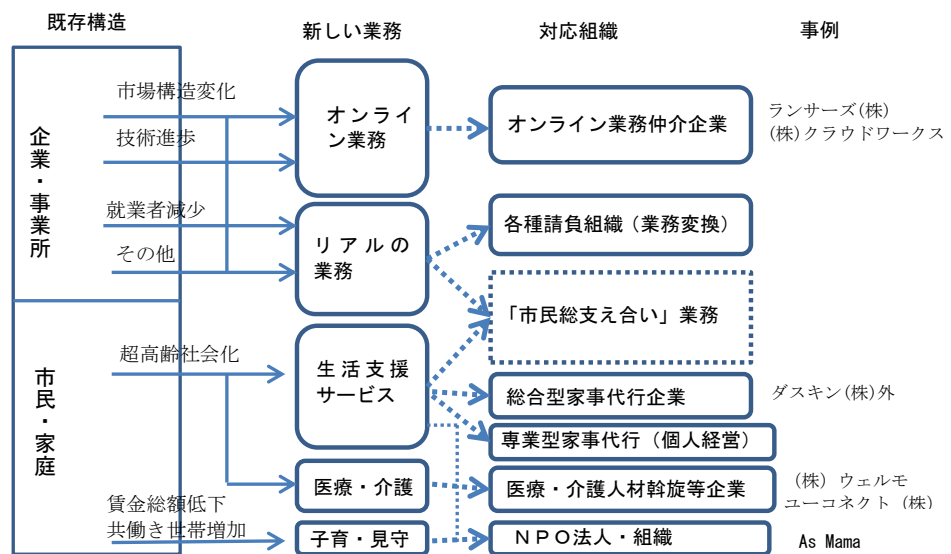 既存構造
新しい業務
対応組織
事例
企業・事業所
市場構造変化
技術進歩
就業者減少
その他
オンライ
ン業務
オンライン業務仲介企業
ランサーズ(株)
(株)クラウドワークス
リアルの
業務
各種請負組織（業務変換）
「市民総支え合い」業務
市民・家庭
超高齢社会化
生活支援
サービス
総合型家事代行企業
ダスキン(株)外
専業型家事代行（個人経営）
医療・介護
医療・介護人材斡旋等企業
（株）ウェルモ
ユーコネクト（株）
賃金総額低下
共働き世帯増加
子育・見守
ＮＰＯ法人・組織
As Mama